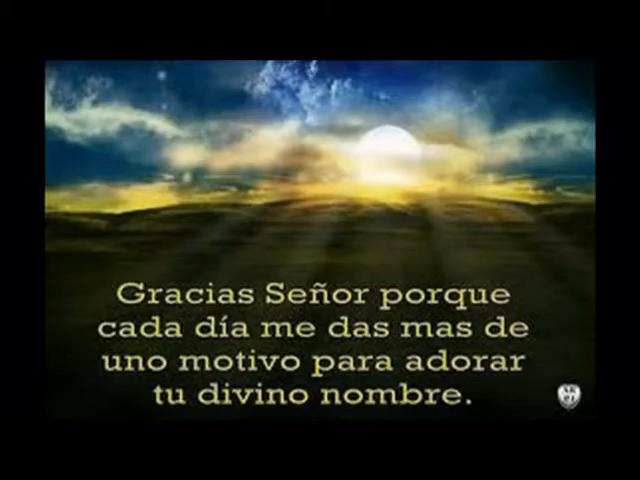 Gracias Señor porque
cada día me das mas de
uno motivo para adorar
tu divino nombre.